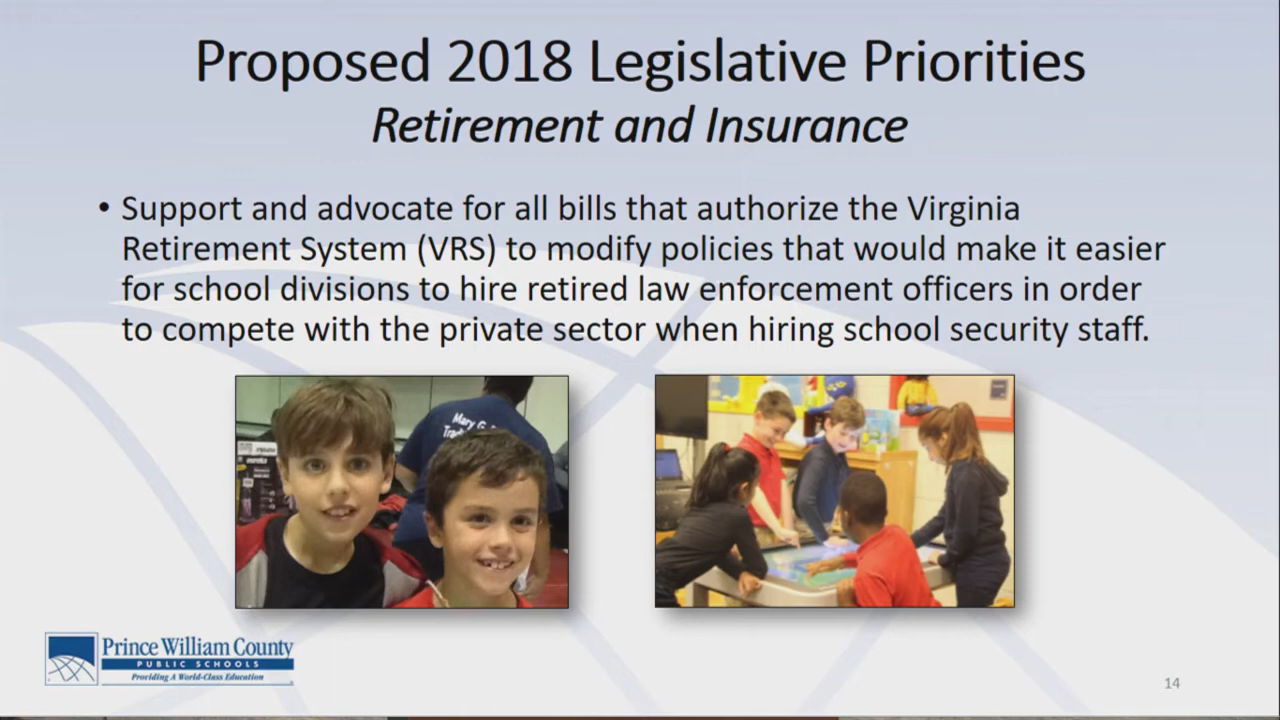 Proposed 2018 Legislative Priorities
Retirement and Insurance
• Support and advocate for all bills that authorize the Virginia
Retirement System (VRS) to modify policies that would make it easier
for school divisions to hire retired law enforcement officers in order
to compete with the private sector when hiring school security staff.
Mary G.
Prince William County
PUBLIC SCHOOLS
Providing A World-Class Education
14